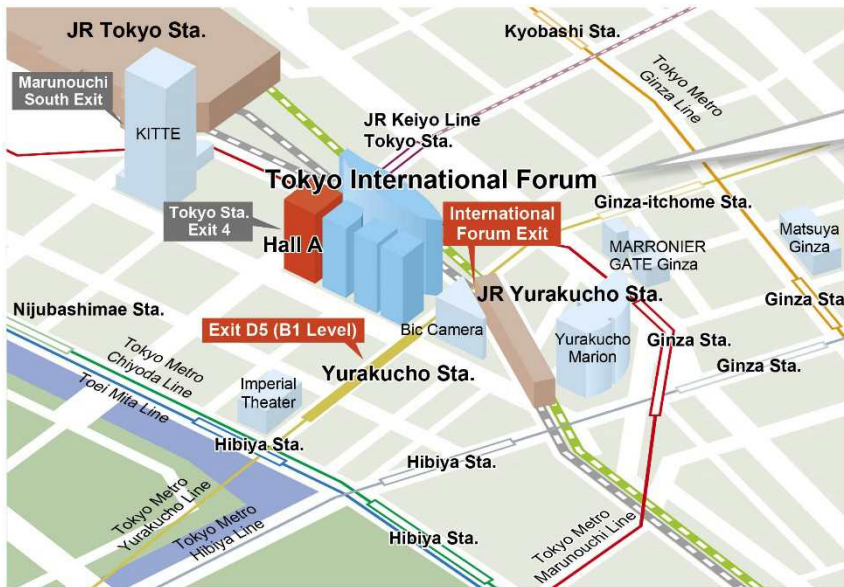 JR Tokyo Sta.
Kyobashi Sta.
Tokyo Metro
Ginza Line
Marunouchi
South Exit
KITTE
JR Keiyo Line
Tokyo Sta.
Tokyo International Forum
Ginza-itchome Sta.
Tokyo Sta.
Exit 4
Hall A
International
Forum Exit
MARRONIER
GATE Ginza
Matsuya
Ginza
JR Yurakucho Sta.
Ginza Sta
Nijubashimae Sta.
Exit D5 (B1 Level)
Bic Camera
Yurakucho
Marion
Ginza Sta.
Tokyo Metro
Chiyoda Line
Toei Mita Line
Yurakucho Sta.
Ginza Sta.
Imperial
Theater
Hibiya Sta.
Hibiya Sta.
Tokyo Metro
Yurakucho Line
Tokyo Metro
Hibiya Line
Hibiya Sta.
Tokyo Metro
Marunouchi Line